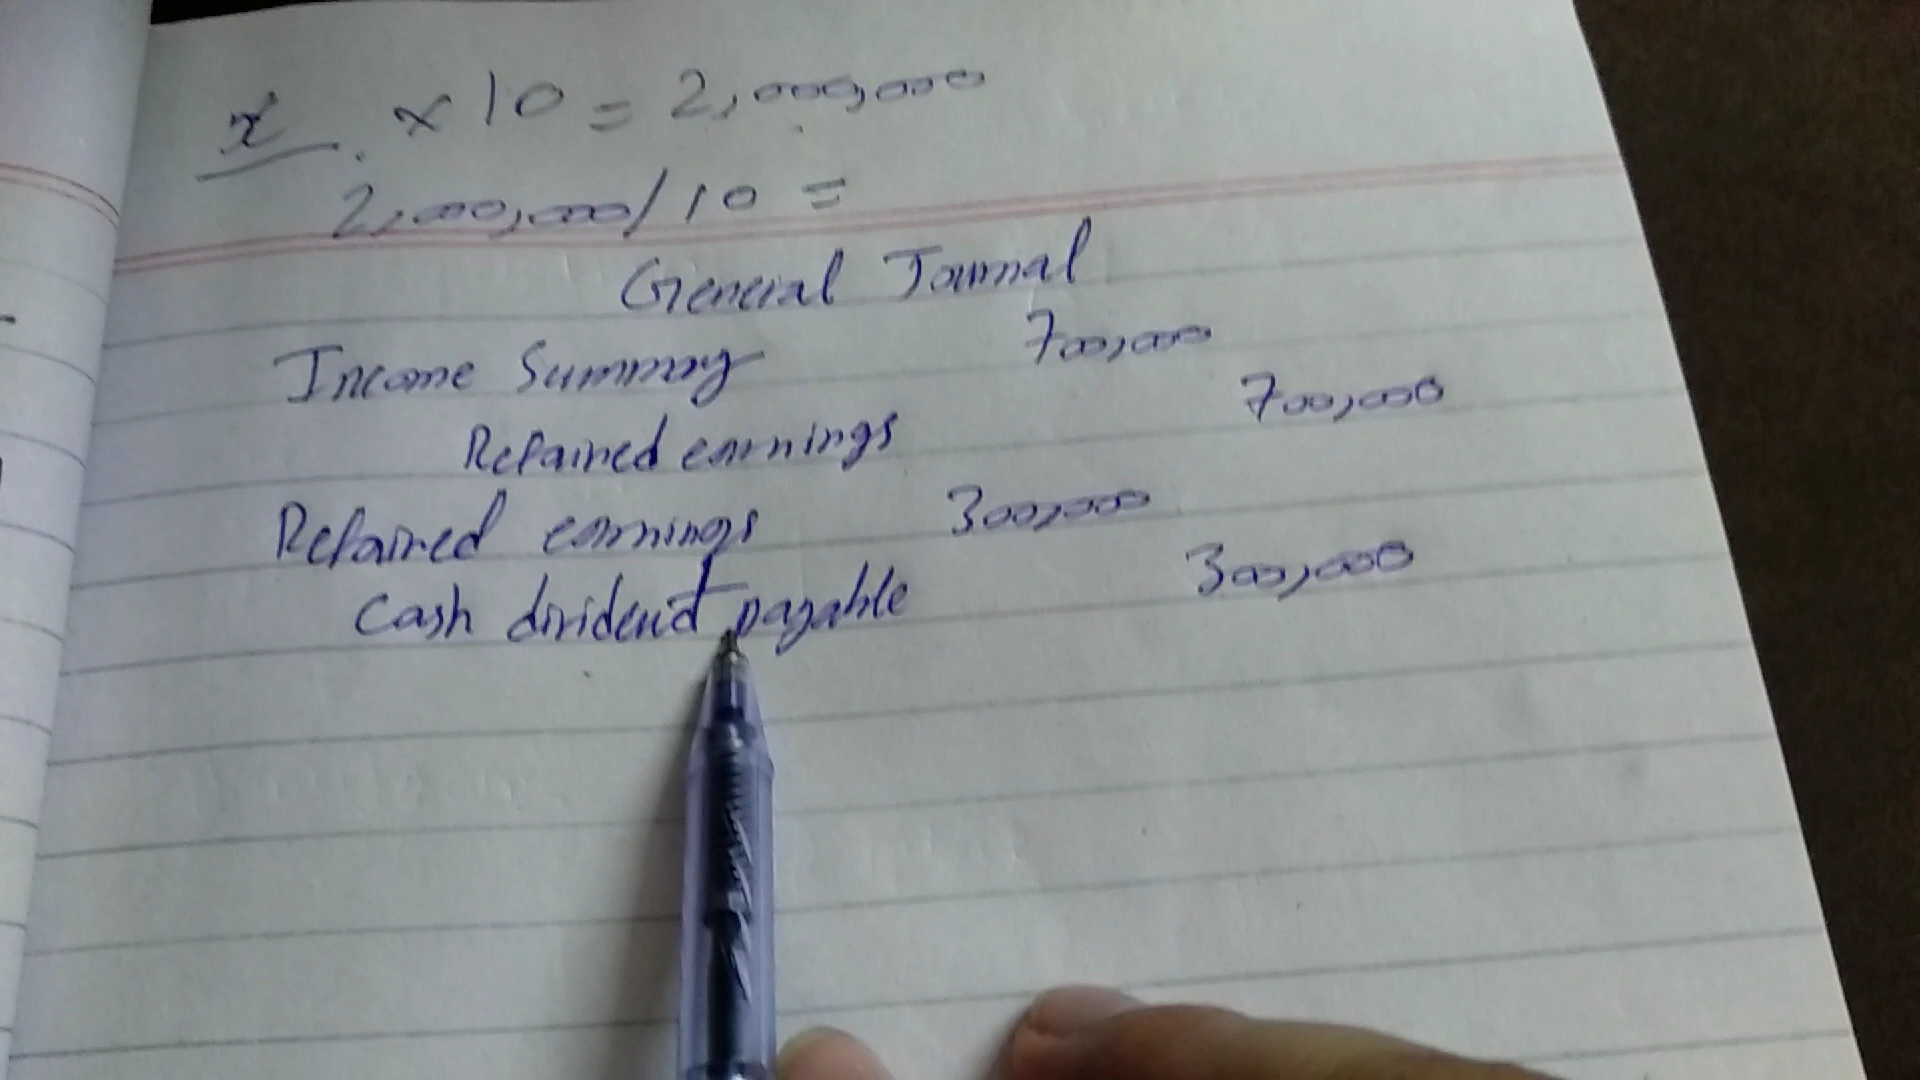 x × 10 = 2,000,000
2,000,000/10 =
General Journal
Income Summary 700,000
Retained earnings 700,000
Retained earnings 300,000
Cash dividend payable 300,000